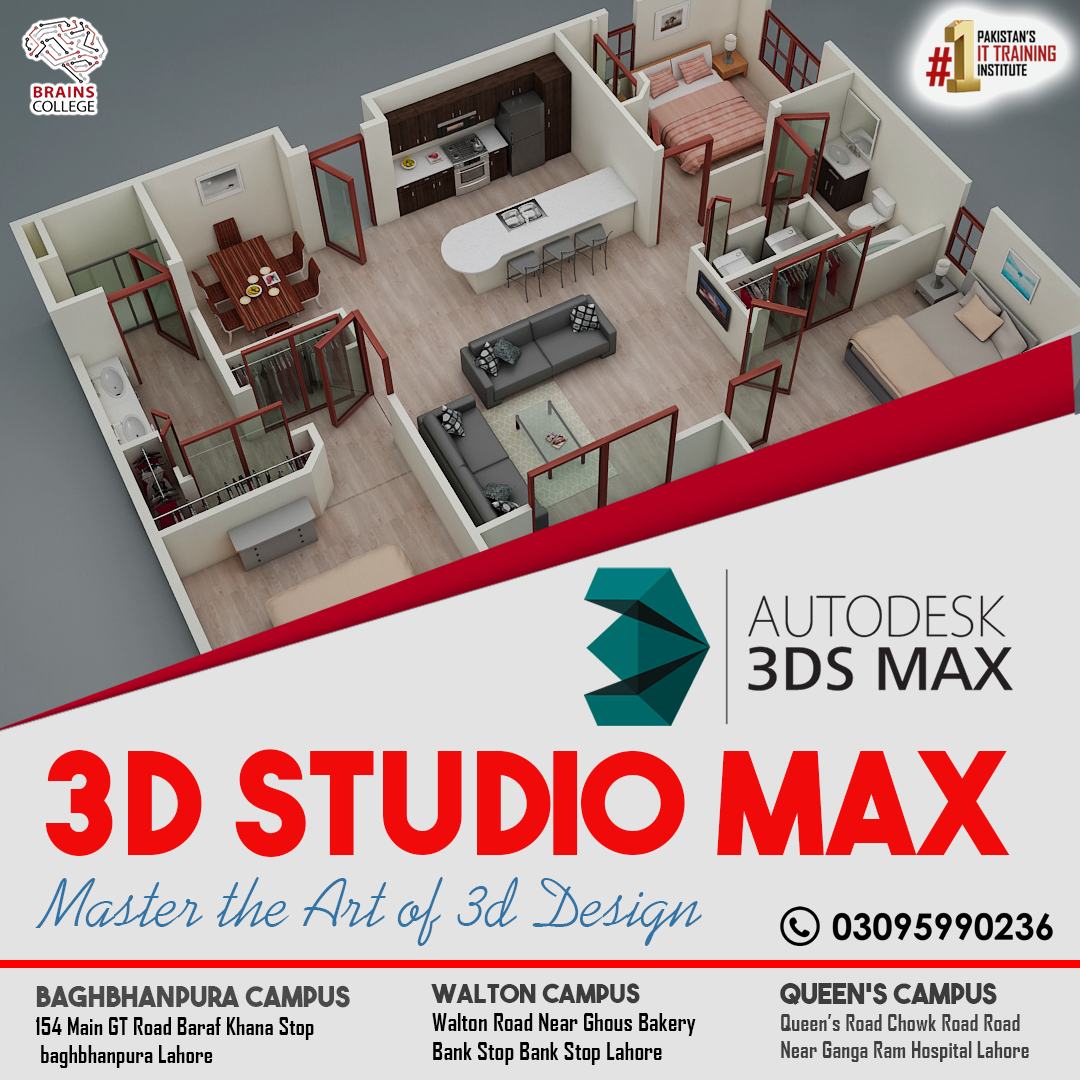 BRAINS
COLLEGE
#1 PAKISTAN'S
IT TRAINING
INSTITUTE
AUTODESK
3DS MAX
3D STUDIO MAX
Master the Art of 3d Design
03095990236
BAGHBHANPURA CAMPUS
154 Main GT Road Baraf Khana Stop
baghbhanpura Lahore
WALTON CAMPUS
Walton Road Near Ghous Bakery
Bank Stop Bank Stop Lahore
QUEEN'S CAMPUS
Queen's Road Chowk Road Road
Near Ganga Ram Hospital Lahore